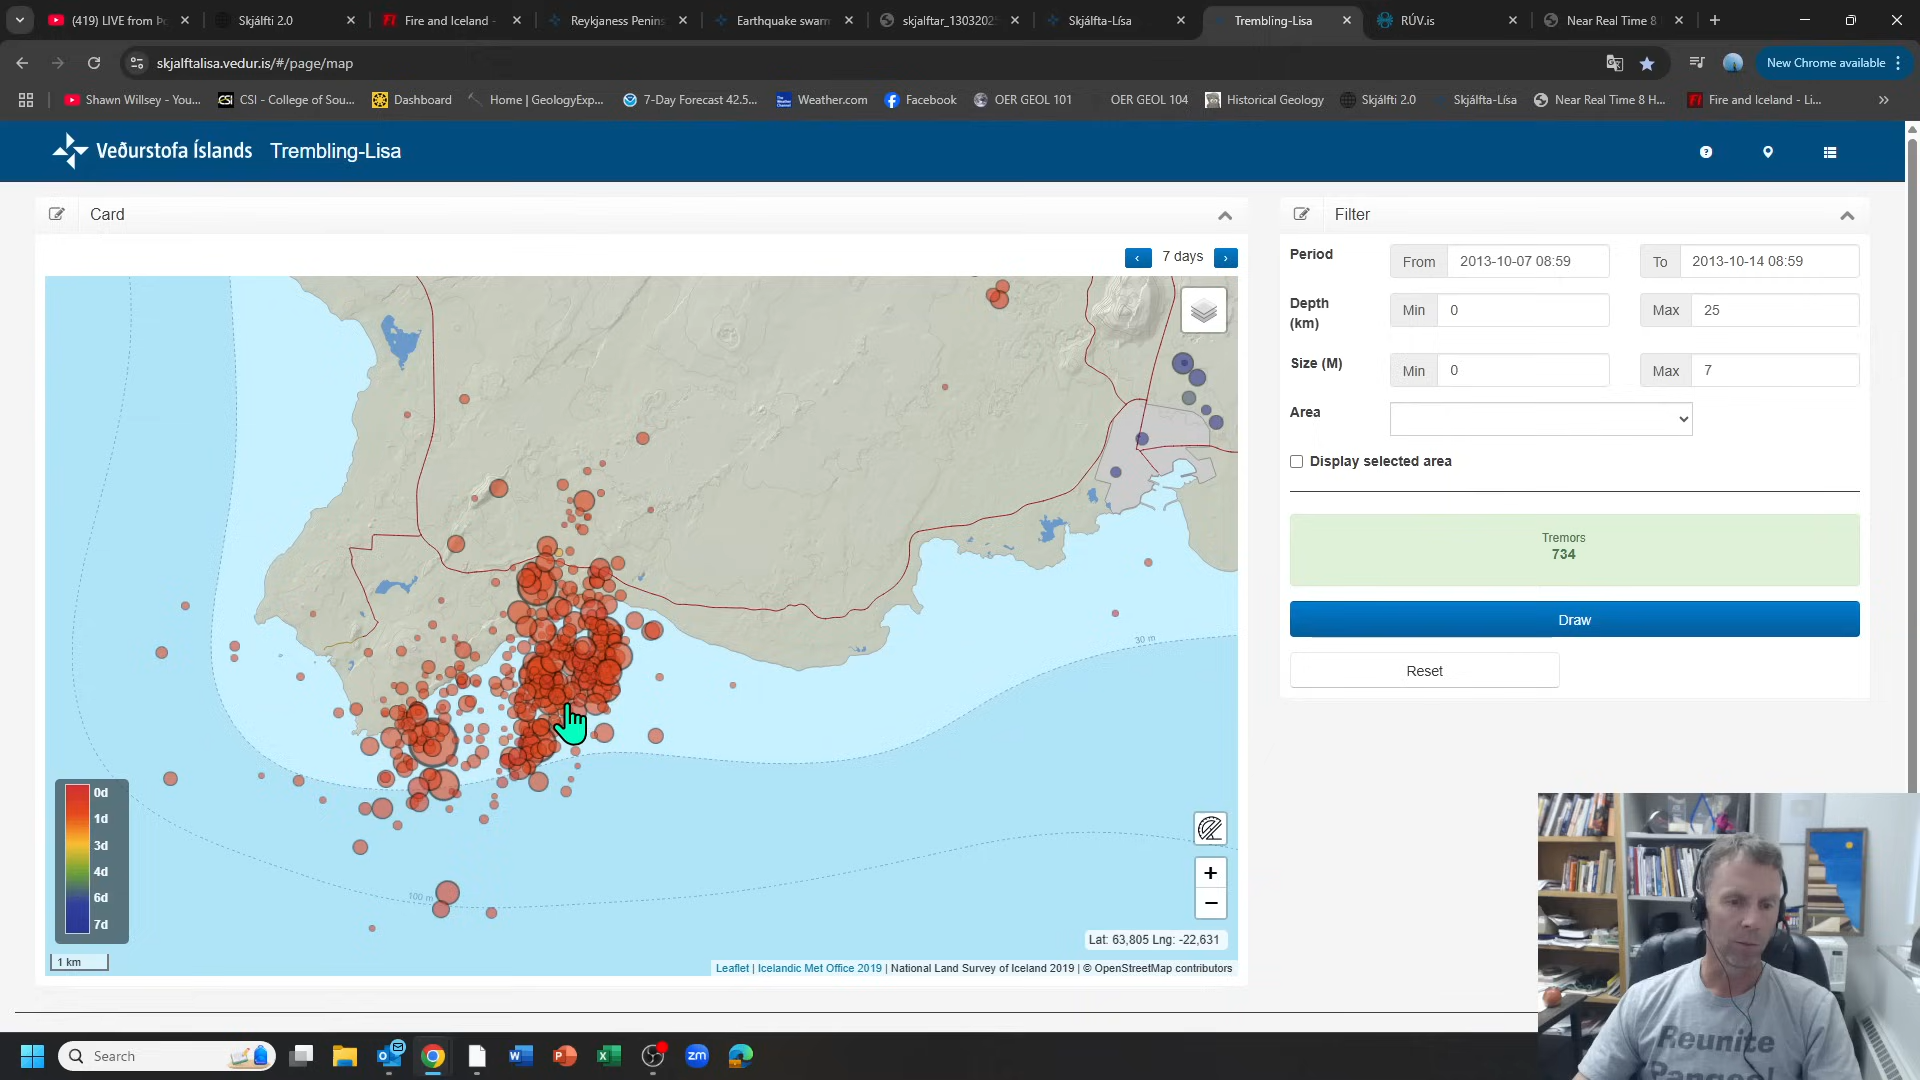 (419) LIVE from Þo
Skjálfti 2.0
Fire and Iceland -
Reykjaness Penins
Earthquake swarm
skjalftar_13032025
Skjálfta-Lísa
Trembling-Lisa
RÚV.is
Near Real Time 8
skjalftalisa.vedur.is/#/page/map
New Chrome available
Shawn Willsey - You...
CSI - College of Sou...
Dashboard
Home | GeologyExp...
7-Day Forecast 42.5...
Weather.com
Facebook
OER GEOL 101
OER GEOL 104
Historical Geology
Skjálfti 2.0
Skjálfta-Lísa
Near Real Time 8 H...
Fire and Iceland - Li...
Veðurstofa Íslands Trembling-Lisa
Card
7 days
Filter
Period
From 2013-10-07 08:59
To 2013-10-14 08:59
Depth
(km)
Min 0
Max 25
Size (M)
Min 0
Max 7
Area
Display selected area
Tremors
734
Draw
Reset
30 m
100 m
0d
1d
3d
4d
6d
7d
1 km
Lat: 63,805 Lng: -22,631
Leaflet | Icelandic Met Office 2019 | National Land Survey of Iceland 2019 | © OpenStreetMap contributors
Search
zm
Reunite
Pangea!